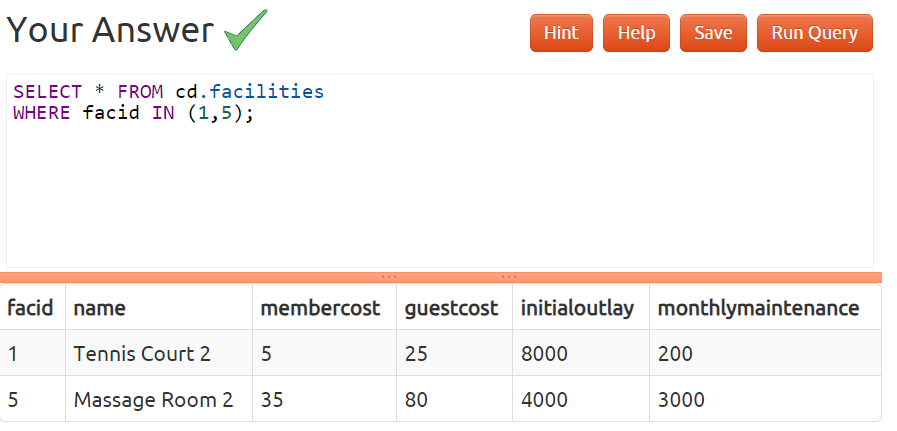 Your Answer
Hint Help Save Run Query
SELECT * FROM cd.facilities
WHERE facid IN (1,5);
facid name membercost guestcost initialoutlay monthlymaintenance
1 Tennis Court 2 5 25 8000 200
5 Massage Room 2 35 80 4000 3000